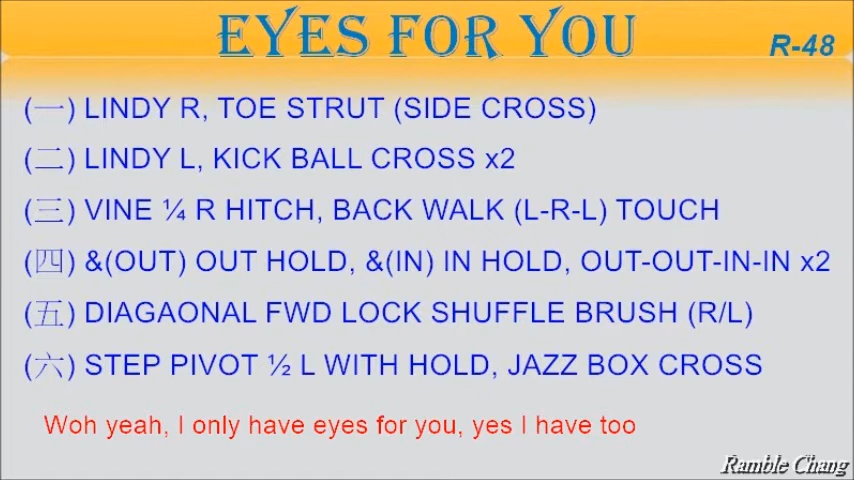 EYES FOR YOU
R-48
(一) LINDY R, TOE STRUT (SIDE CROSS)
(二) LINDY L, KICK BALL CROSS x2
(三) VINE ¼ R HITCH, BACK WALK (L-R-L) TOUCH
(四) &(OUT) OUT HOLD, &(IN) IN HOLD, OUT-OUT-IN-IN x2
(五) DIAGAONAL FWD LOCK SHUFFLE BRUSH (R/L)
(六) STEP PIVOT ½ L WITH HOLD, JAZZ BOX CROSS
Woh yeah, I only have eyes for you, yes I have too
Ramble Chang